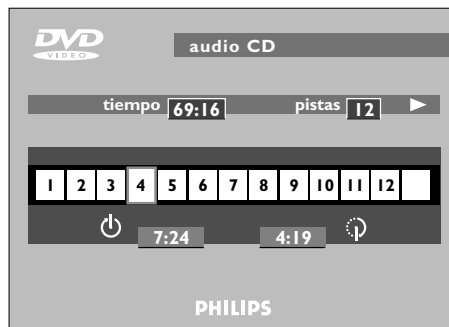 DVD
VIDEO
audio CD
tiempo 69:16 pistas 12
1 2 3 4 5 6 7 8 9 10 11 12
7:24 4:19
PHILIPS